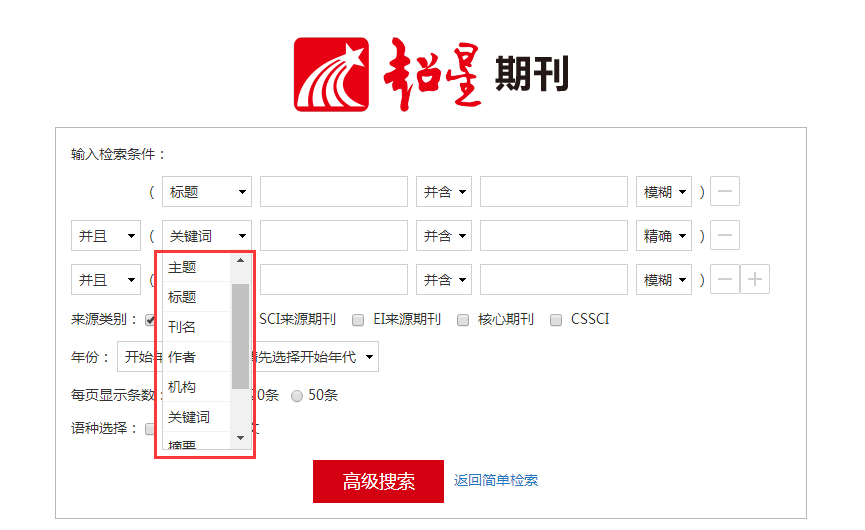 超星 期刊
输入检索条件：
( 标题 并含 模糊 )
并且 ( 关键词 并含 精确 )
并且 ( 并含 模糊 )
主题
标题
刊名
作者
机构
关键词
摘要
来源类别： SCI来源期刊 EI来源期刊 核心期刊 CSSCI
年份： 开始年 先选择开始年代
每页显示条数： 0条 50条
语种选择：
高级搜索 返回简单检索